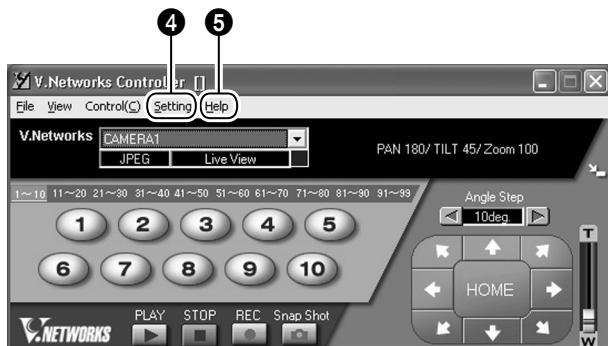 4 5
V.Networks Controller []
File View Control(C) Setting Help
V.Networks CAMERA1
JPEG Live View
PAN 180/ TILT 45/ Zoom 100
1~10 11~20 21~30 31~40 41~50 51~60 61~70 71~80 81~90 91~99
Angle Step
10deg.
1 2 3 4 5
T
6 7 8 9 10
HOME
PLAY STOP REC Snap Shot
V.NETWORKS
W